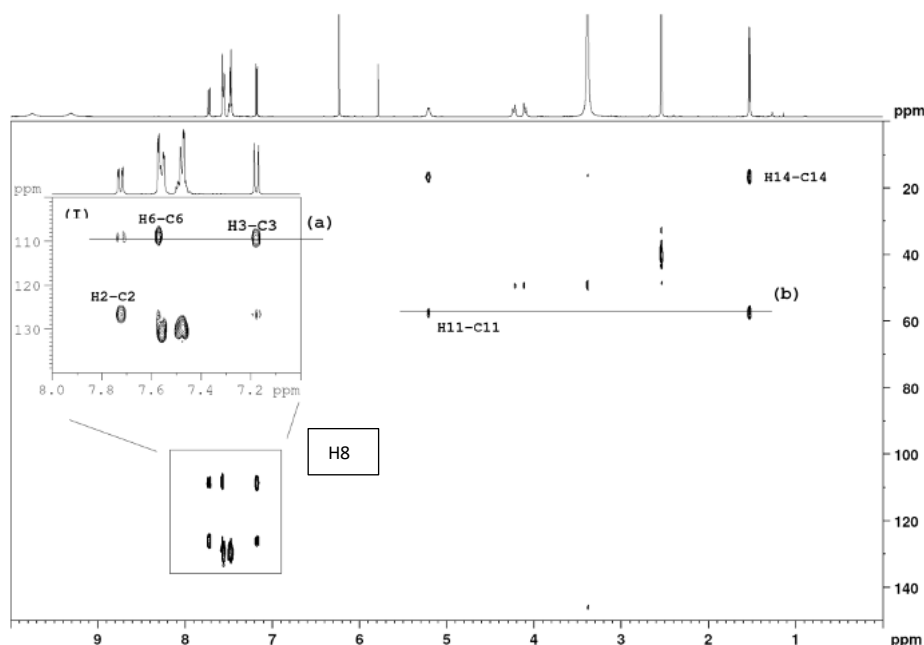 ppm
ppm
20
40
60
80
100
120
140
(T)
(a)
H6-C6
H3-C3
H2-C2
110
120
130
8.0 7.8 7.6 7.4 7.2 ppm
H14-C14
(b)
H11-C11
H8
9 8 7 6 5 4 3 2 1 ppm